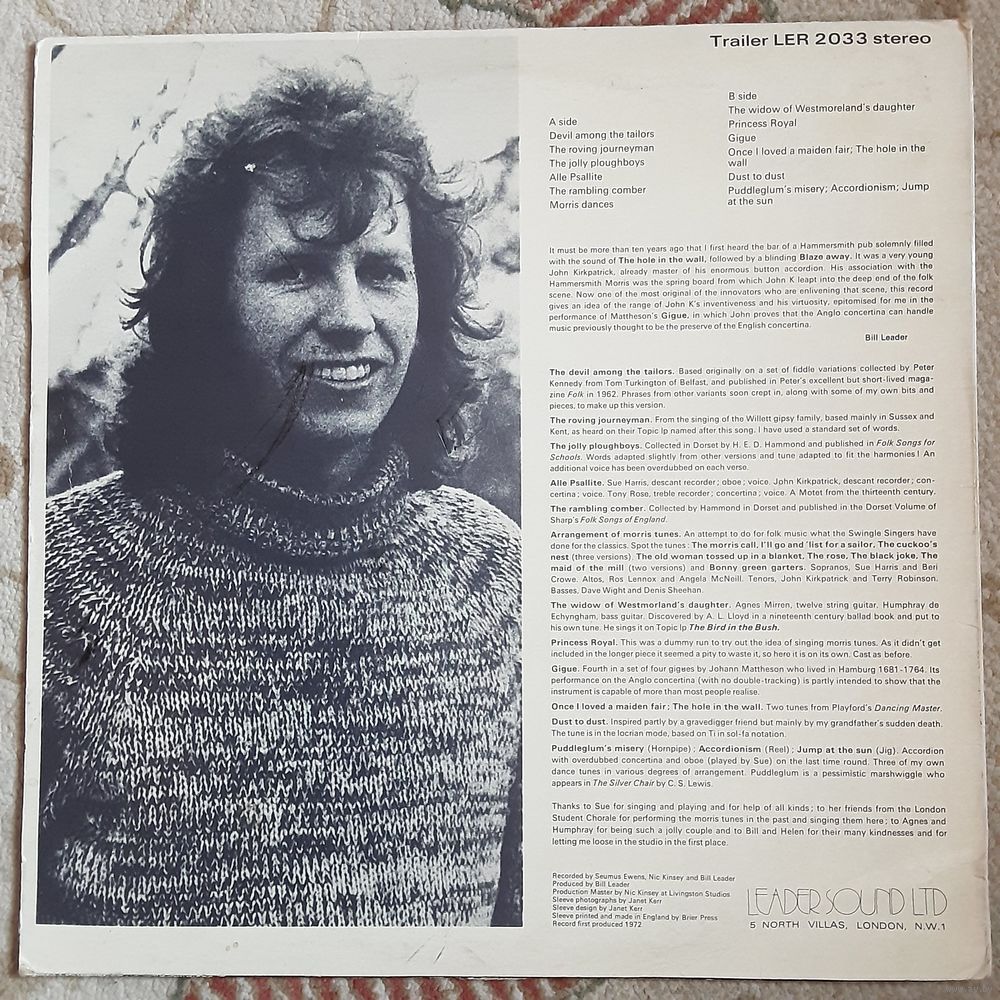 Trailer LER 2033 stereo
A side
Devil among the tailors
The roving journeyman
The jolly ploughboys
Alle Psallite
The rambling comber
Morris dances
B side
The widow of Westmoreland's daughter
Princess Royal
Gigue
Once I loved a maiden fair; The hole in the
wall
Dust to dust
Puddleglum's misery; Accordionism; Jump
at the sun
It must be more than ten years ago that I first heard the bar of a Hammersmith pub solemnly filled
with the sound of The hole in the wall, followed by a blinding Blaze away. It was a very young
John Kirkpatrick, already master of his enormous button accordion. His association with the
Hammersmith Morris was the spring board from which John K leapt into the deep end of the folk
scene. Now one of the most original of the innovators who are enlivening that scene, this record
gives an idea of the range of John K's inventiveness and his virtuosity, epitomised for me in the
performance of Mattheson's Gigue, in which John proves that the Anglo concertina can handle
music previously thought to be the preserve of the English concertina.
Bill Leader
The devil among the tailors. Based originally on a set of fiddle variations collected by Peter
Kennedy from Tom Turkington of Belfast, and published in Peter's excellent but short-lived maga-
zine Folk in 1962. Phrases from other variants soon crept in, along with some of my own bits and
pieces, to make up this version.
The roving journeyman. From the singing of the Willett gipsy family, based mainly in Sussex and
Kent, as heard on their Topic lp named after this song. I have used a standard set of words.
The jolly ploughboys. Collected in Dorset by H. E. D. Hammond and published in Folk Songs for
Schools. Words adapted slightly from other versions and tune adapted to fit the harmonies! An
additional voice has been overdubbed on each verse.
Alle Psallite. Sue Harris, descant recorder; oboe; voice. John Kirkpatrick, descant recorder; con-
certina; voice. Tony Rose, treble recorder; concertina; voice. A Motet from the thirteenth century.
The rambling comber. Collected by Hammond in Dorset and published in the Dorset Volume of
Sharp's Folk Songs of England.
Arrangement of morris tunes. An attempt to do for folk music what the Swingle Singers have
done for the classics. Spot the tunes: The morris call, I'll go and 'list for a sailor, The cuckoo's
nest (three versions), The old woman tossed up in a blanket, The rose, The black joke, The
maid of the mill (two versions) and Bonny green garters. Sopranos, Sue Harris and Beri
Crowe. Altos, Ros Lennox and Angela McNeill. Tenors, John Kirkpatrick and Terry Robinson.
Basses, Dave Wight and Denis Sheehan.
The widow of Westmorland's daughter. Agnes Mirren, twelve string guitar. Humphray de
Echyngham, bass guitar. Discovered by A. L. Lloyd in a nineteenth century ballad book and put to
his own tune. He sings it on Topic lp The Bird in the Bush.
Princess Royal. This was a dummy run to try out the idea of singing morris tunes. As it didn't get
included in the longer piece it seemed a pity to waste it, so here it is on its own. Cast as before.
Gigue. Fourth in a set of four gigees by Johann Mattheson who lived in Hamburg 1681-1764. Its
performance on the Anglo concertina (with no double-tracking) is partly intended to show that the
instrument is capable of more than most people realise.
Once I loved a maiden fair; The hole in the wall. Two tunes from Playford's Dancing Master.
Dust to dust. Inspired partly by a gravedigger friend but mainly by my grandfather's sudden death.
The tune is in the locrian mode, based on Ti in sol-fa notation.
Puddleglum's misery (Hornpipe); Accordionism (Reel); Jump at the sun (Jig). Accordion
with overdubbed concertina and oboe (played by Sue) on the last time round. Three of my own
dance tunes in various degrees of arrangement. Puddleglum is a pessimistic marshwiggle who
appears in The Silver Chair by C. S. Lewis.
Thanks to Sue for singing and playing and for help of all kinds; to her friends from the London
Student Chorale for performing the morris tunes in the past and singing them here; to Agnes and
Humphray for being such a jolly couple and to Bill and Helen for their many kindnesses and for
letting me loose in the studio in the first place.
Recorded by Seumus Ewens, Nic Kinsey and Bill Leader
Produced by Bill Leader
Production Master by Nic Kinsey at Livingston Studios
Sleeve photographs by Janet Kerr
Sleeve design by Janet Kerr
Sleeve printed and made in England by Brier Press
Record first produced 1972
LEADER SOUND LTD
5 NORTH VILLAS, LONDON, N.W.1